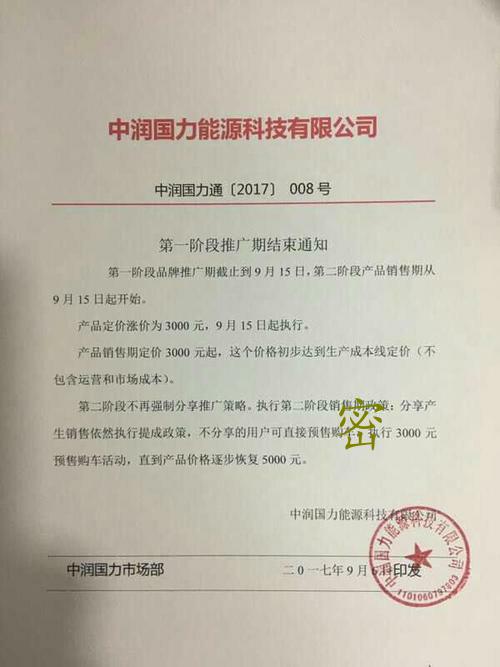 中润国力能源科技有限公司
中润国力通〔2017〕 008 号
第一阶段推广期结束通知
第一阶段品牌推广期截止到 9 月 15 日,第二阶段产品销售期从
9 月 15 日起开始。
产品定价涨价为 3000 元，9 月 15 日起执行。
产品销售期定价 3000 元起，这个价格初步达到生产成本线定价（不
包含运营和市场成本）。
第二阶段不再强制分享推广策略。执行第二阶段销售期政策：分享产
生销售依然执行提成政策，不分享的用户可直接预售购车。执行 3000 元
预售购车活动，直到产品价格逐步恢复 5000 元。
密
中润国力能源科技有限公司
中润国力市场部 二 0 一七年 9 月 6 日 印发
中润国力能源科技有限公司
1101060797803